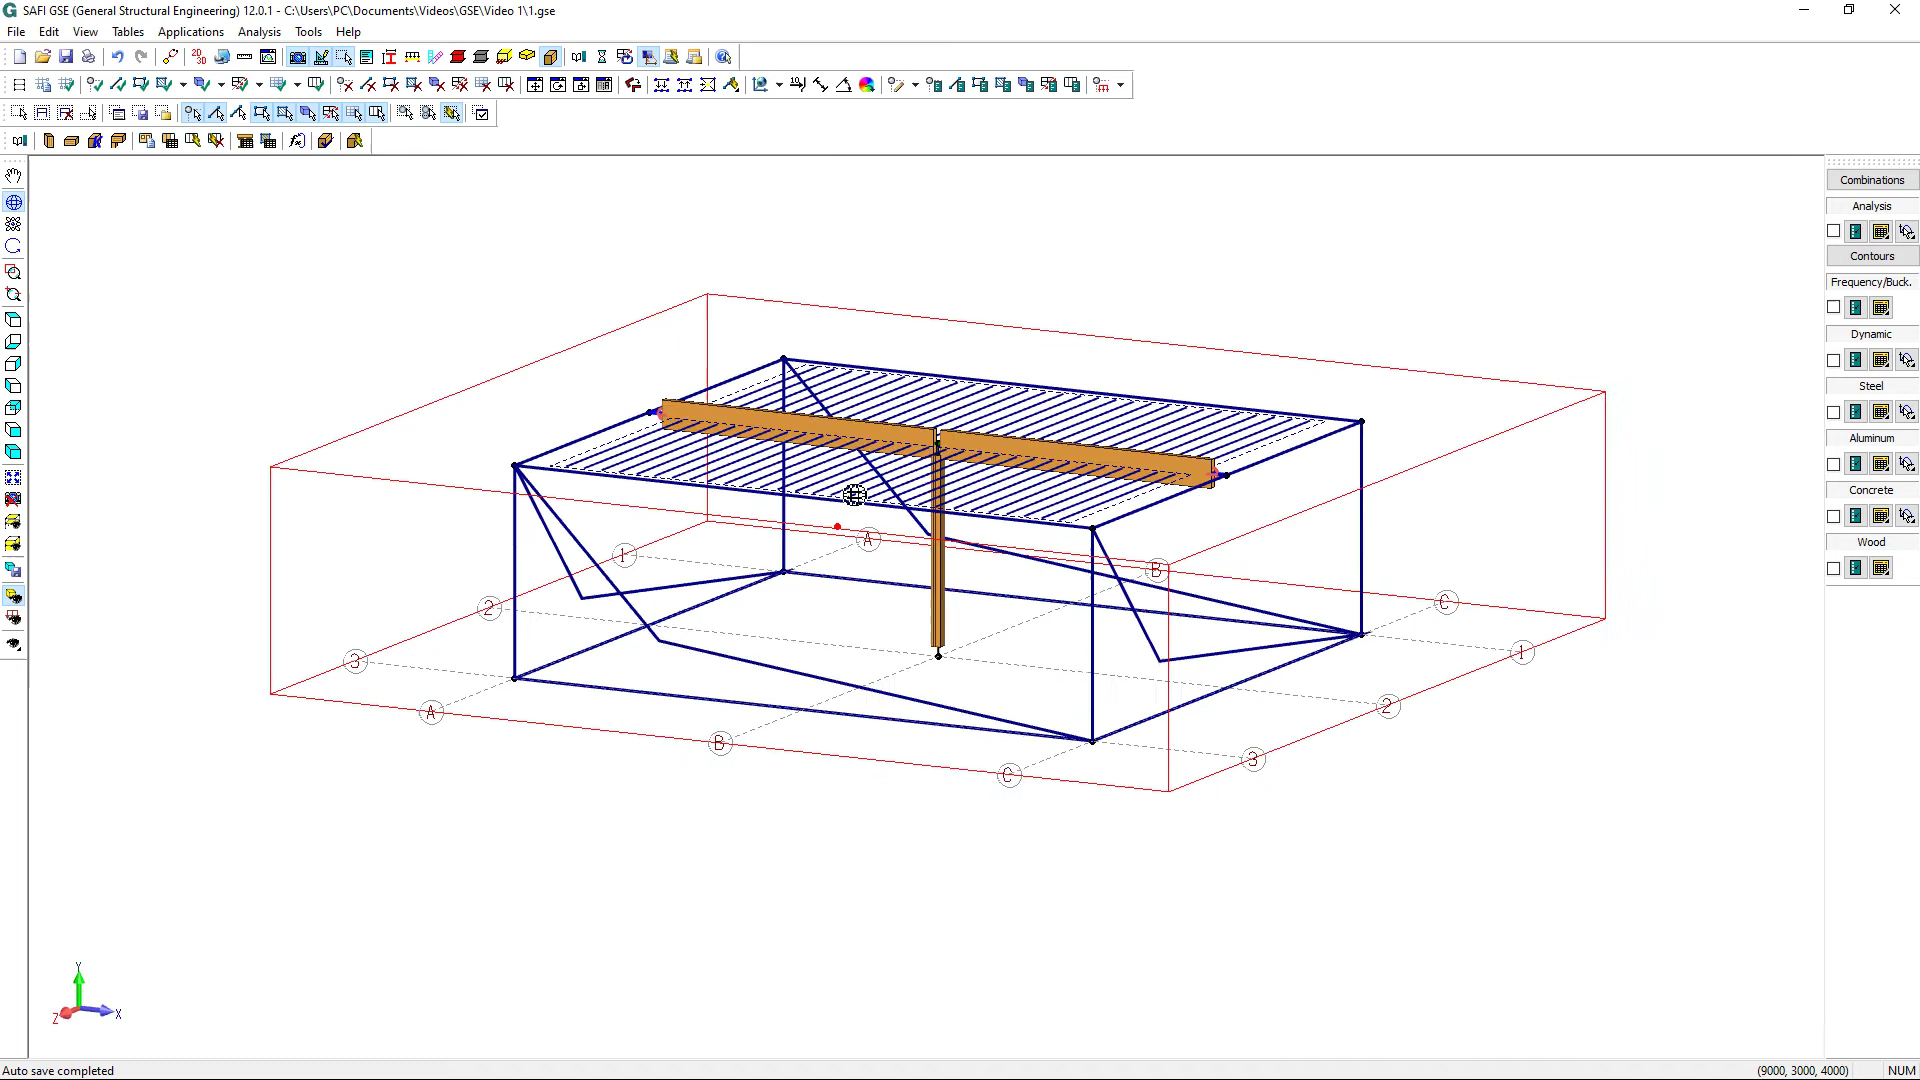 SAFI GSE (General Structural Engineering) 12.0.1 - C:\Users\PC\Documents\Videos\GSE\Video 1\1.gse
File Edit View Tables Applications Analysis Tools Help
Combinations
Analysis
Contours
Frequency/Buck.
Dynamic
Steel
Aluminum
Concrete
Wood
A
1
B
2
C
3
1
A
2
B
3
C
Y
Z
X
Auto save completed
(9000, 3000, 4000)
NUM